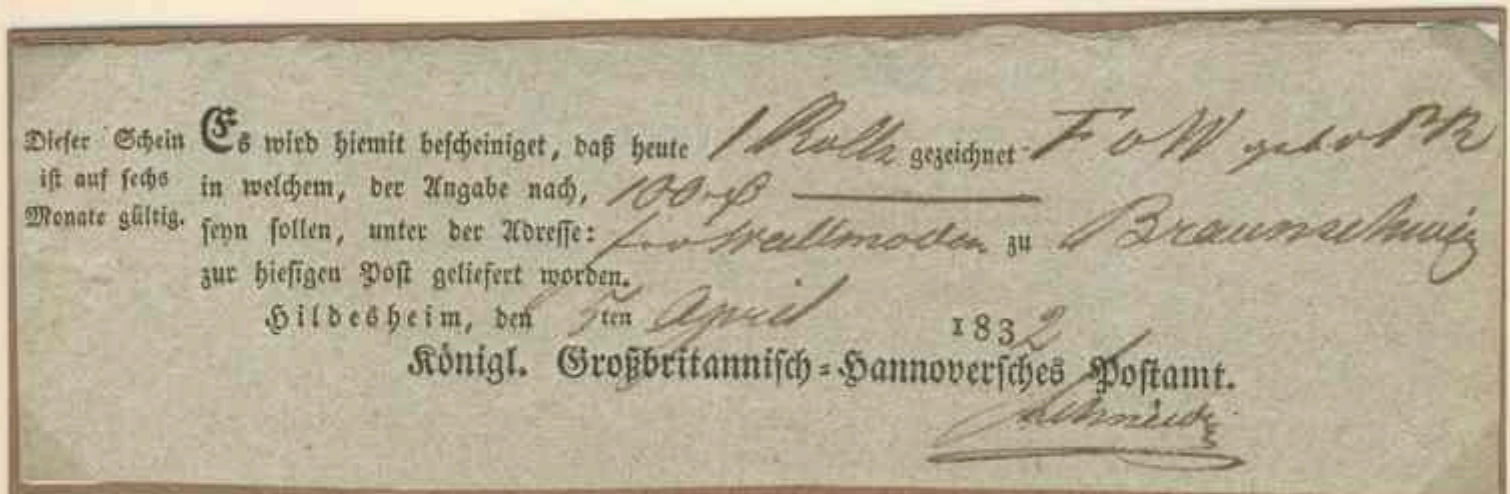 Dieser Schein
ist auf sechs
Monate gültig.
Es wird hiemit bescheiniget, daß heute 1 Rolle gezeichnet F v W
in welchem, der Angabe nach, 100
seyn sollen, unter der Adresse: Wallmoden zu Braunschweig
zur hiesigen Post geliefert worden.
Hildesheim, den ten April 1832
Königl. Großbritannisch-Hannoversches Postamt.